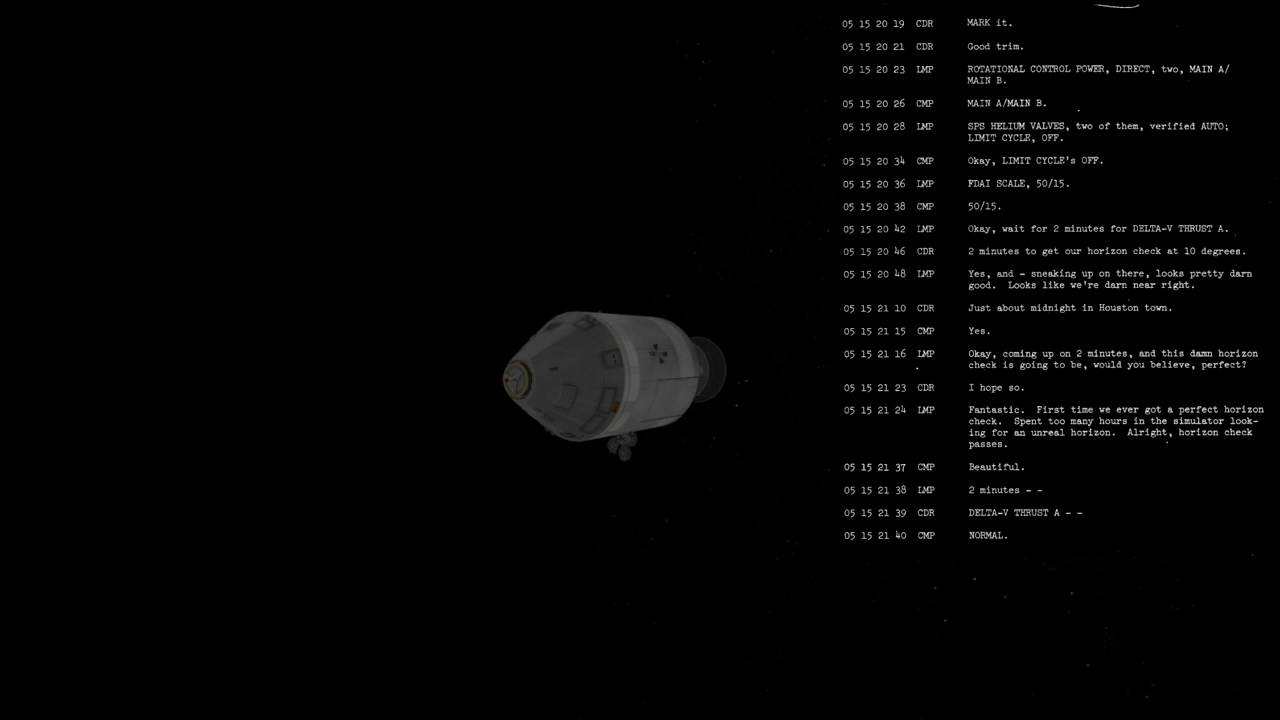 05 15 20 19 CDR MARK it.
05 15 20 21 CDR Good trim.
05 15 20 23 LMP ROTATIONAL CONTROL POWER, DIRECT, two, MAIN A/
MAIN B.
05 15 20 26 CMP MAIN A/MAIN B.
05 15 20 28 LMP SPS HELIUM VALVES, two of them, verified AUTO;
LIMIT CYCLE, OFF.
05 15 20 34 CMP Okay, LIMIT CYCLE's OFF.
05 15 20 36 LMP FDAI SCALE, 50/15.
05 15 20 38 CMP 50/15.
05 15 20 42 LMP Okay, wait for 2 minutes for DELTA-V THRUST A.
05 15 20 46 CDR 2 minutes to get our horizon check at 10 degrees.
05 15 20 48 LMP Yes, and - sneaking up on there, looks pretty darn
good. Looks like we're darn near right.
05 15 21 10 CDR Just about midnight in Houston town.
05 15 21 15 CMP Yes.
05 15 21 16 LMP Okay, coming up on 2 minutes, and this damn horizon
check is going to be, would you believe, perfect?
05 15 21 23 CDR I hope so.
05 15 21 24 LMP Fantastic. First time we ever got a perfect horizon
check. Spent too many hours in the simulator look-
ing for an unreal horizon. Alright, horizon check
passes.
05 15 21 37 CMP Beautiful.
05 15 21 38 LMP 2 minutes - -
05 15 21 39 CDR DELTA-V THRUST A - -
05 15 21 40 CMP NORMAL.